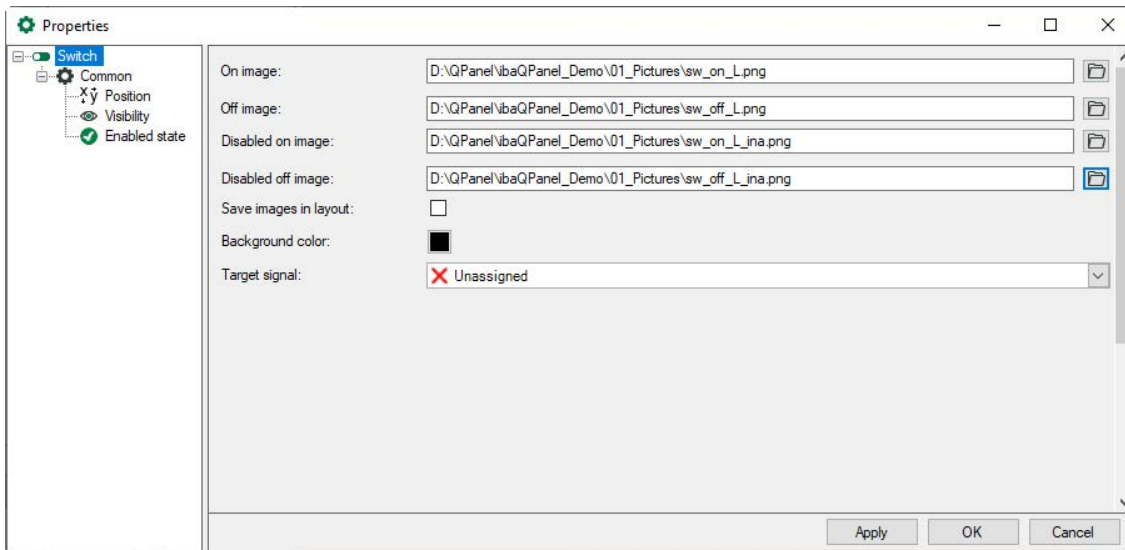 Properties
Switch
Common
Position
Visibility
Enabled state
On image: D:\QPanel\ibaQPanel_Demo\01_Pictures\sw_on_L.png
Off image: D:\QPanel\ibaQPanel_Demo\01_Pictures\sw_off_L.png
Disabled on image: D:\QPanel\ibaQPanel_Demo\01_Pictures\sw_on_L_ina.png
Disabled off image: D:\QPanel\ibaQPanel_Demo\01_Pictures\sw_off_L_ina.png
Save images in layout:
Background color:
Target signal: Unassigned
Apply OK Cancel